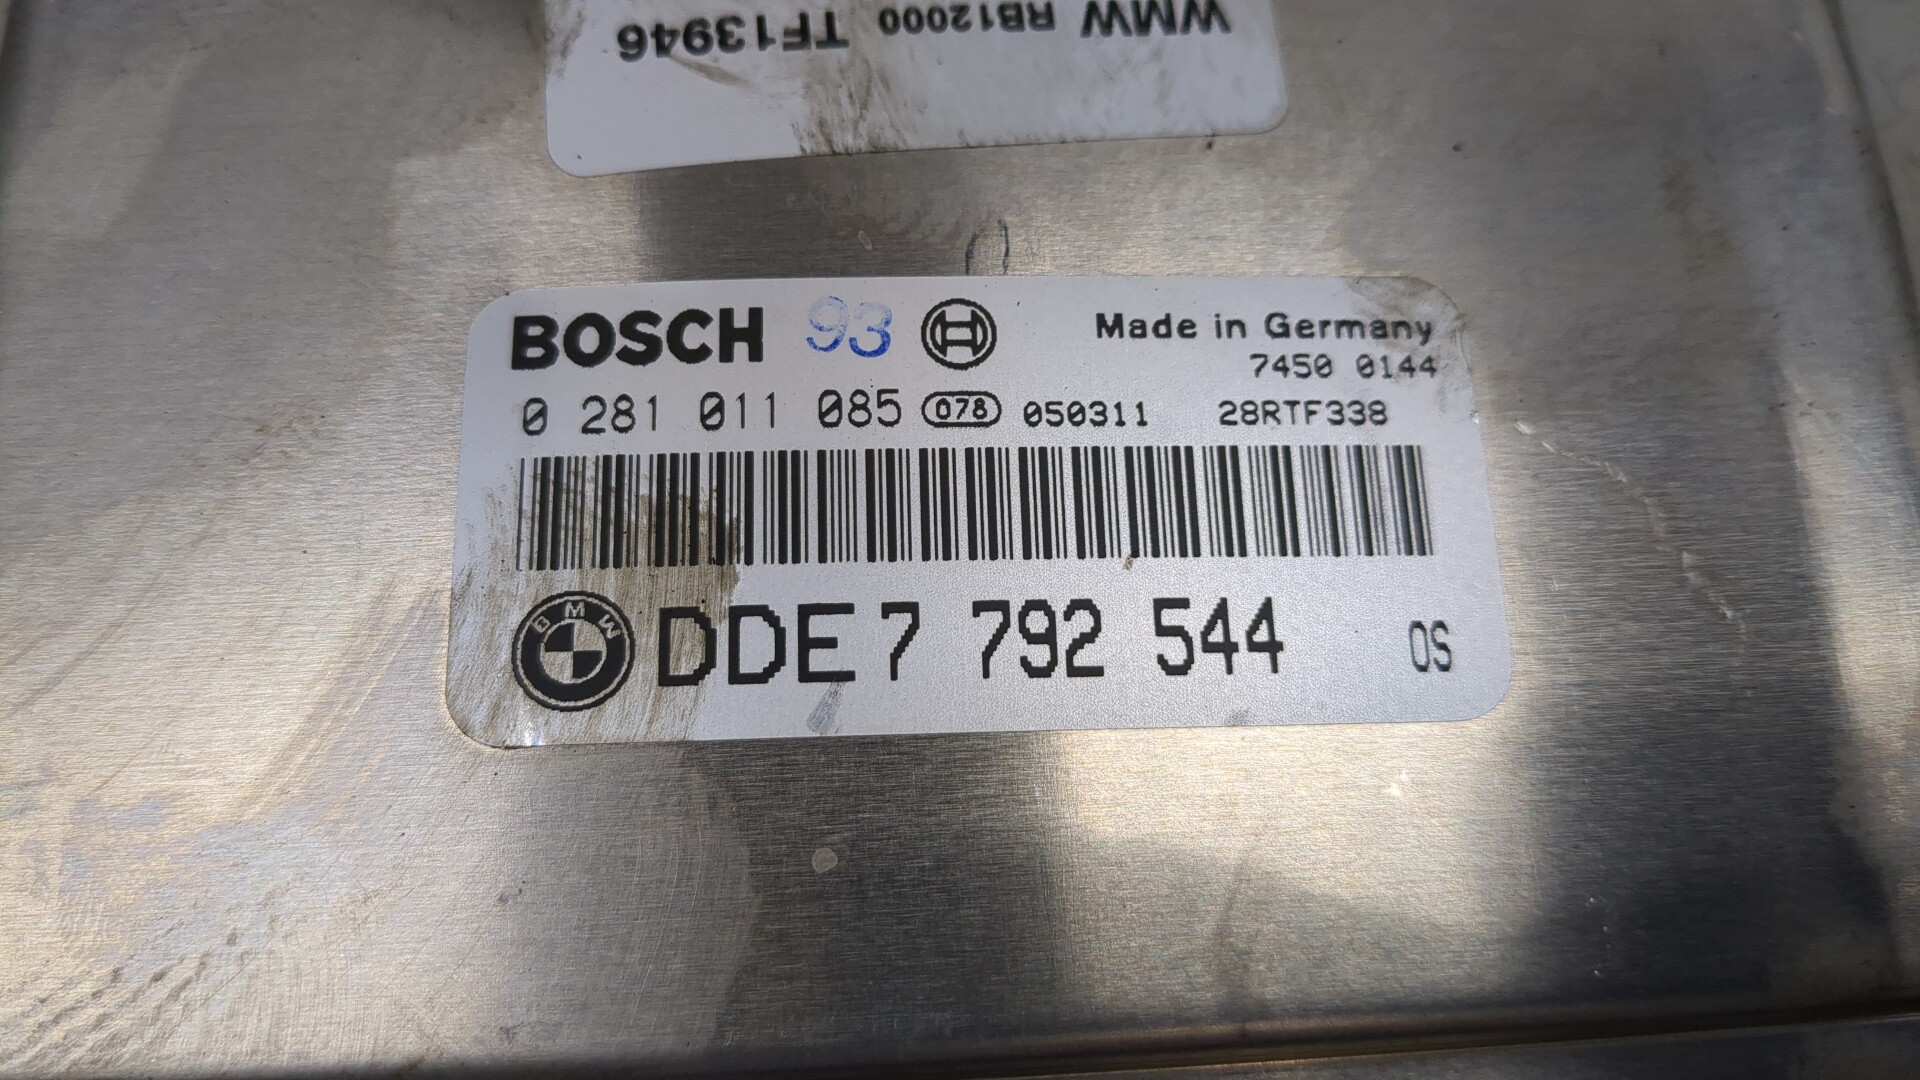 WMW RB12000 TF13946
BOSCH 93 Made in Germany
7450 0144
0 281 011 085 078 050311 28RTF338
BMW DDE 7 792 544 OS